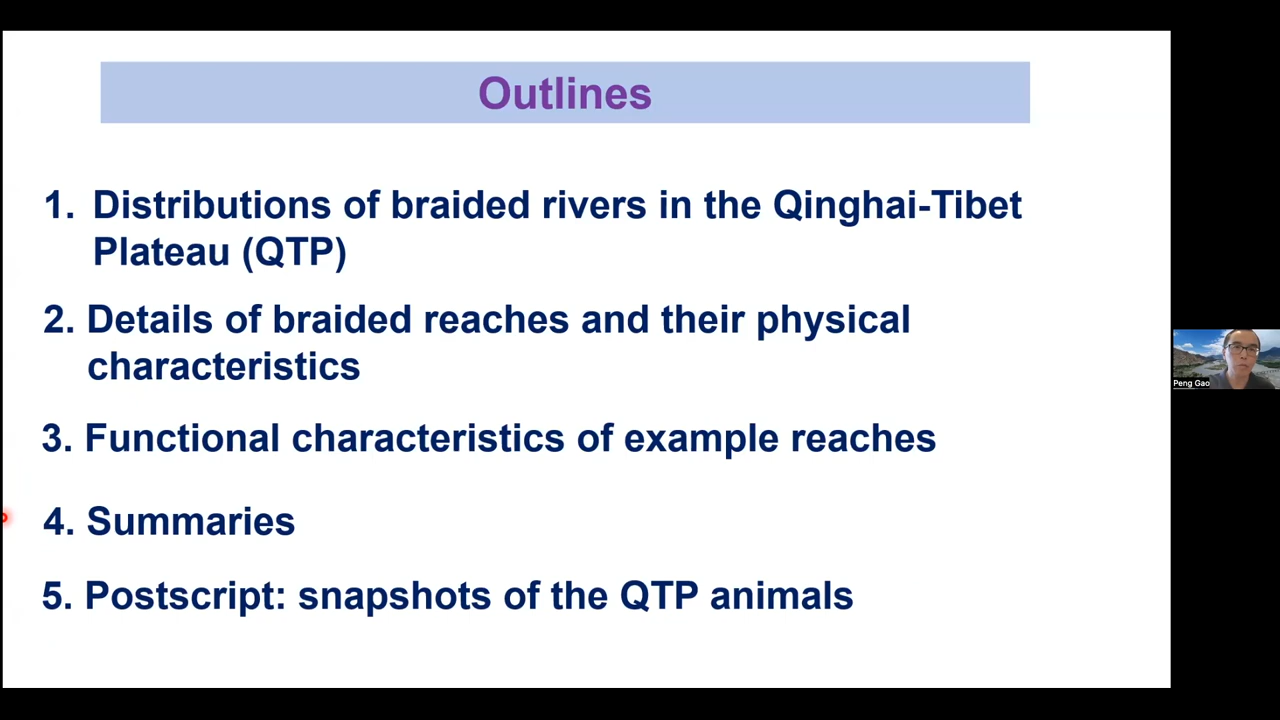 Outlines
1. Distributions of braided rivers in the Qinghai-Tibet
Plateau (QTP)
2. Details of braided reaches and their physical
characteristics
3. Functional characteristics of example reaches
4. Summaries
5. Postscript: snapshots of the QTP animals
Peng Gao